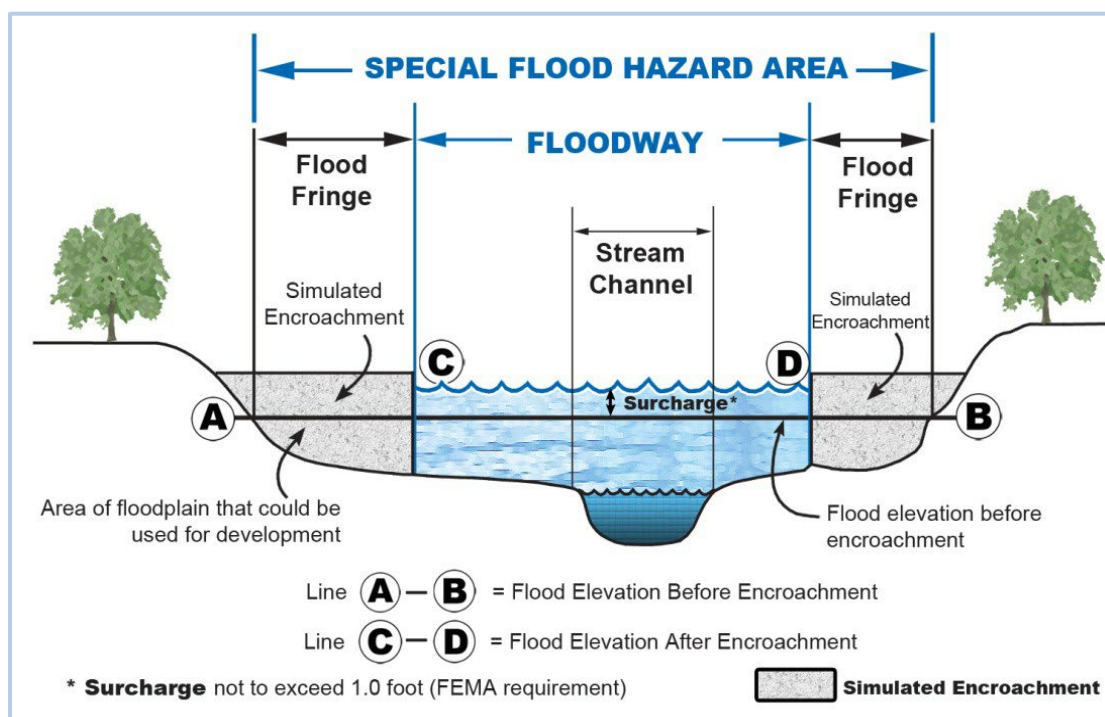 SPECIAL FLOOD HAZARD AREA
FLOODWAY
Flood
Fringe
Flood
Fringe
Stream
Channel
Simulated
Encroachment
Simulated
Encroachment
C
D
Surcharge*
A
B
Area of floodplain that could be
used for development
Flood elevation before
encroachment
Line A – B = Flood Elevation Before Encroachment
Line C – D = Flood Elevation After Encroachment
* Surcharge not to exceed 1.0 foot (FEMA requirement)
Simulated Encroachment